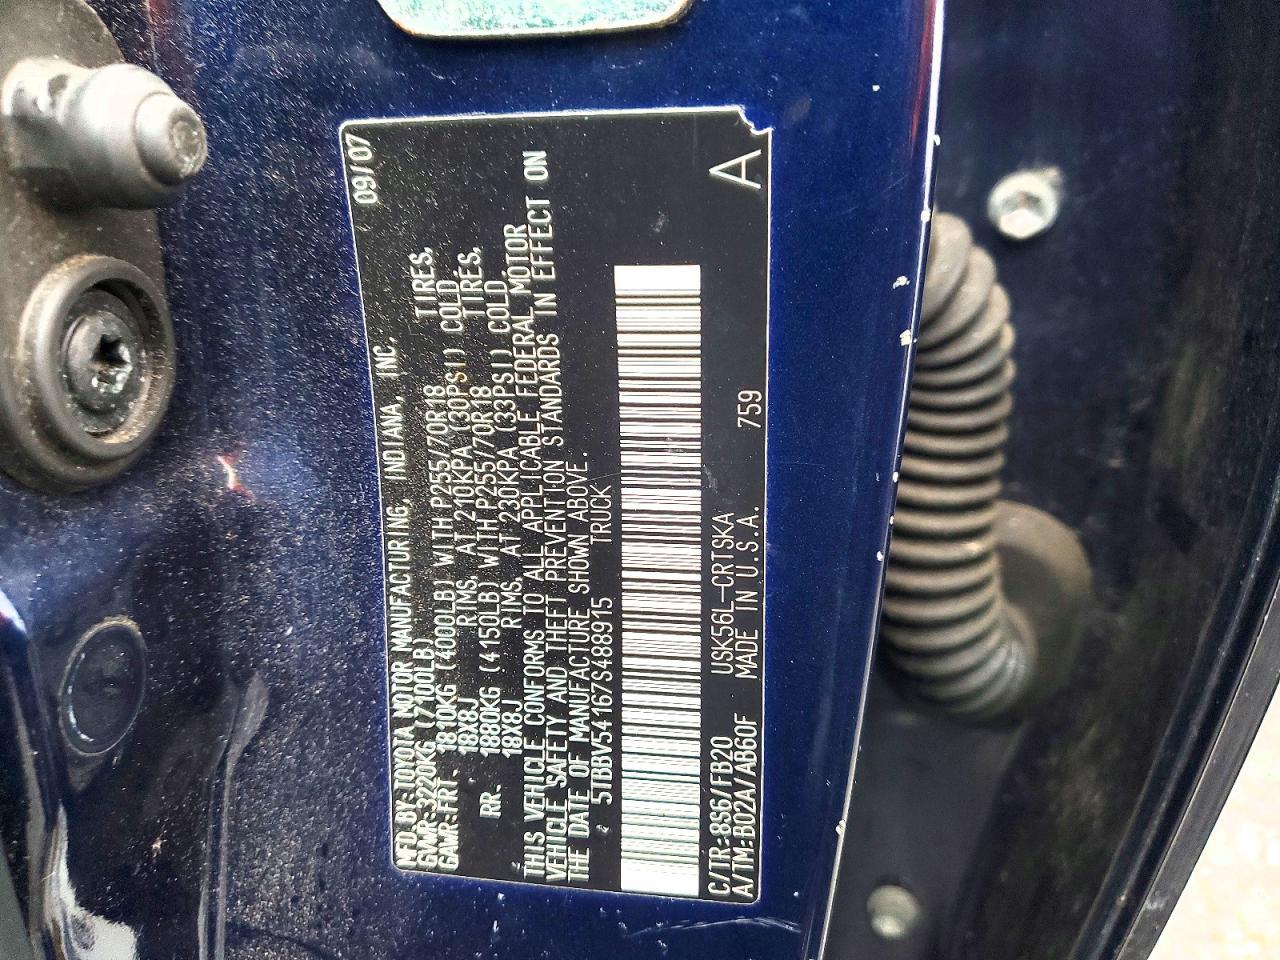 MFD.BY:TOYOTA MOTOR MANUFACTURING, INDIANA, INC. 09/07
GVWR:3220KG(7100LB)
GAWR:FRT. 1810KG(4000LB) WITH P255/70R18 TIRES,
18X8J RIMS, AT 210KPA(30PSI) COLD
RR. 1880KG(4150LB) WITH P255/70R18 TIRES,
18X8J RIMS, AT 230KPA(33PSI) COLD.
THIS VEHICLE CONFORMS TO ALL APPLICABLE FEDERAL MOTOR
VEHICLE SAFETY AND THEFT PREVENTION STANDARDS IN EFFECT ON
THE DATE OF MANUFACTURE SHOWN ABOVE.
5TBBV54167S488915 TRUCK
C/TR:8S6/FB20 USK56L-CRTSKA
A/TM:B02A/AB60F MADE IN U.S.A. 759
A